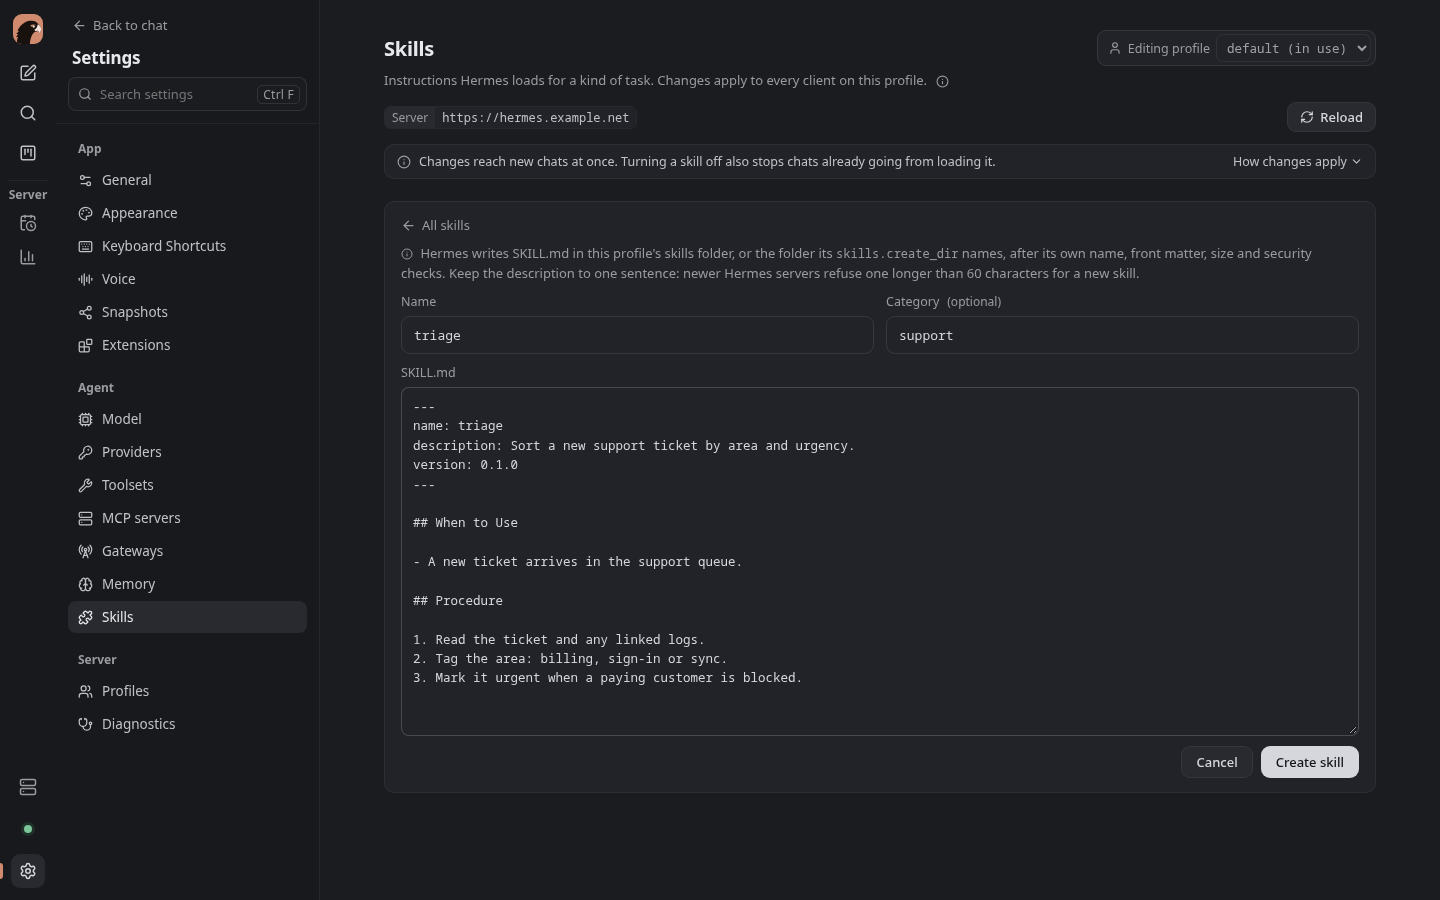 Back to chat
Settings
Search settings
Ctrl F
App
General
Appearance
Keyboard Shortcuts
Voice
Snapshots
Extensions
Agent
Model
Providers
Toolsets
MCP servers
Gateways
Memory
Skills
Server
Profiles
Diagnostics
Server
Skills
Editing profile
default (in use)
Instructions Hermes loads for a kind of task. Changes apply to every client on this profile.
Server https://hermes.example.net
Reload
Changes reach new chats at once. Turning a skill off also stops chats already going from loading it.
How changes apply
All skills
Hermes writes SKILL.md in this profile's skills folder, or the folder its skills.create_dir names, after its own name, front matter, size and security
checks. Keep the description to one sentence: newer Hermes servers refuse one longer than 60 characters for a new skill.
Name
triage
Category (optional)
support
SKILL.md
---
name: triage
description: Sort a new support ticket by area and urgency.
version: 0.1.0
---
## When to Use
- A new ticket arrives in the support queue.
## Procedure
1. Read the ticket and any linked logs.
2. Tag the area: billing, sign-in or sync.
3. Mark it urgent when a paying customer is blocked.
Cancel
Create skill